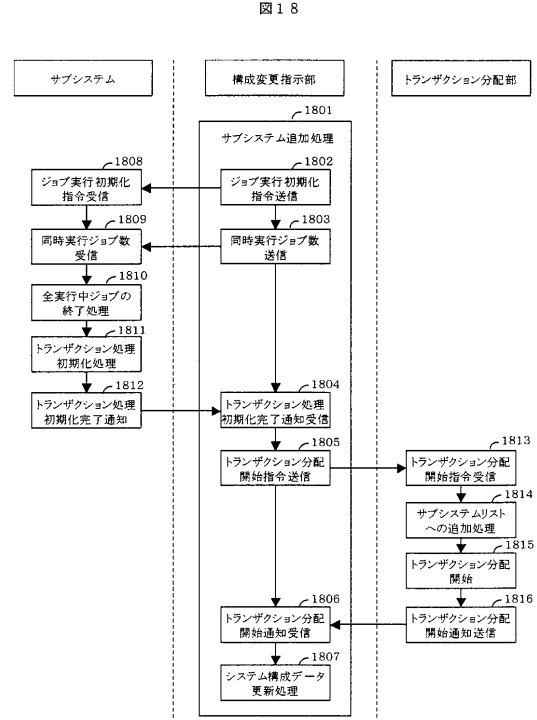 図１８
サブシステム
構成変更指示部
トランザクション分配部
1801
サブシステム追加処理
1808
ジョブ実行初期化
指令受信
1802
ジョブ実行初期化
指令送信
1809
同時実行ジョブ数
受信
1803
同時実行ジョブ数
送信
1810
全実行中ジョブの
終了処理
1811
トランザクション処理
初期化処理
1812
トランザクション処理
初期化完了通知
1804
トランザクション処理
初期化完了通知受信
1805
トランザクション分配
開始指令送信
1813
トランザクション分配
開始指令受信
1814
サブシステムリスト
への追加処理
1815
トランザクション分配
開始
1806
トランザクション分配
開始通知受信
1816
トランザクション分配
開始通知送信
1807
システム構成データ
更新処理